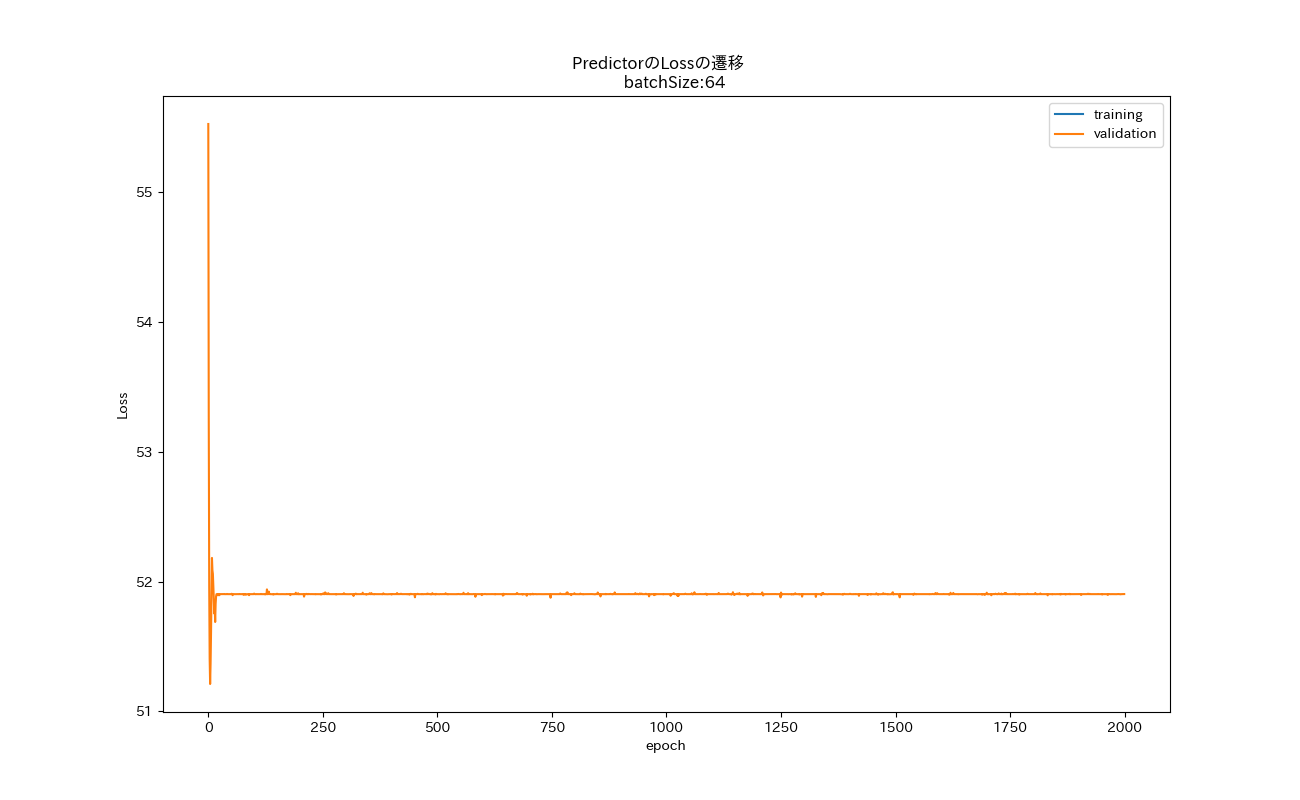 PredictorのLossの遷移
batchSize:64
training
validation
55
54
53
52
51
Loss
0 250 500 750 1000 1250 1500 1750 2000
epoch